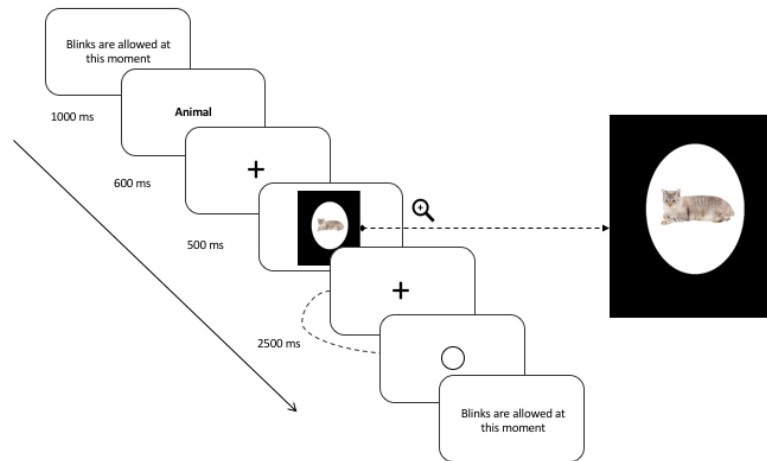 Blinks are allowed at
this moment
1000 ms
Animal
600 ms
+
500 ms
+
2500 ms
Blinks are allowed at
this moment